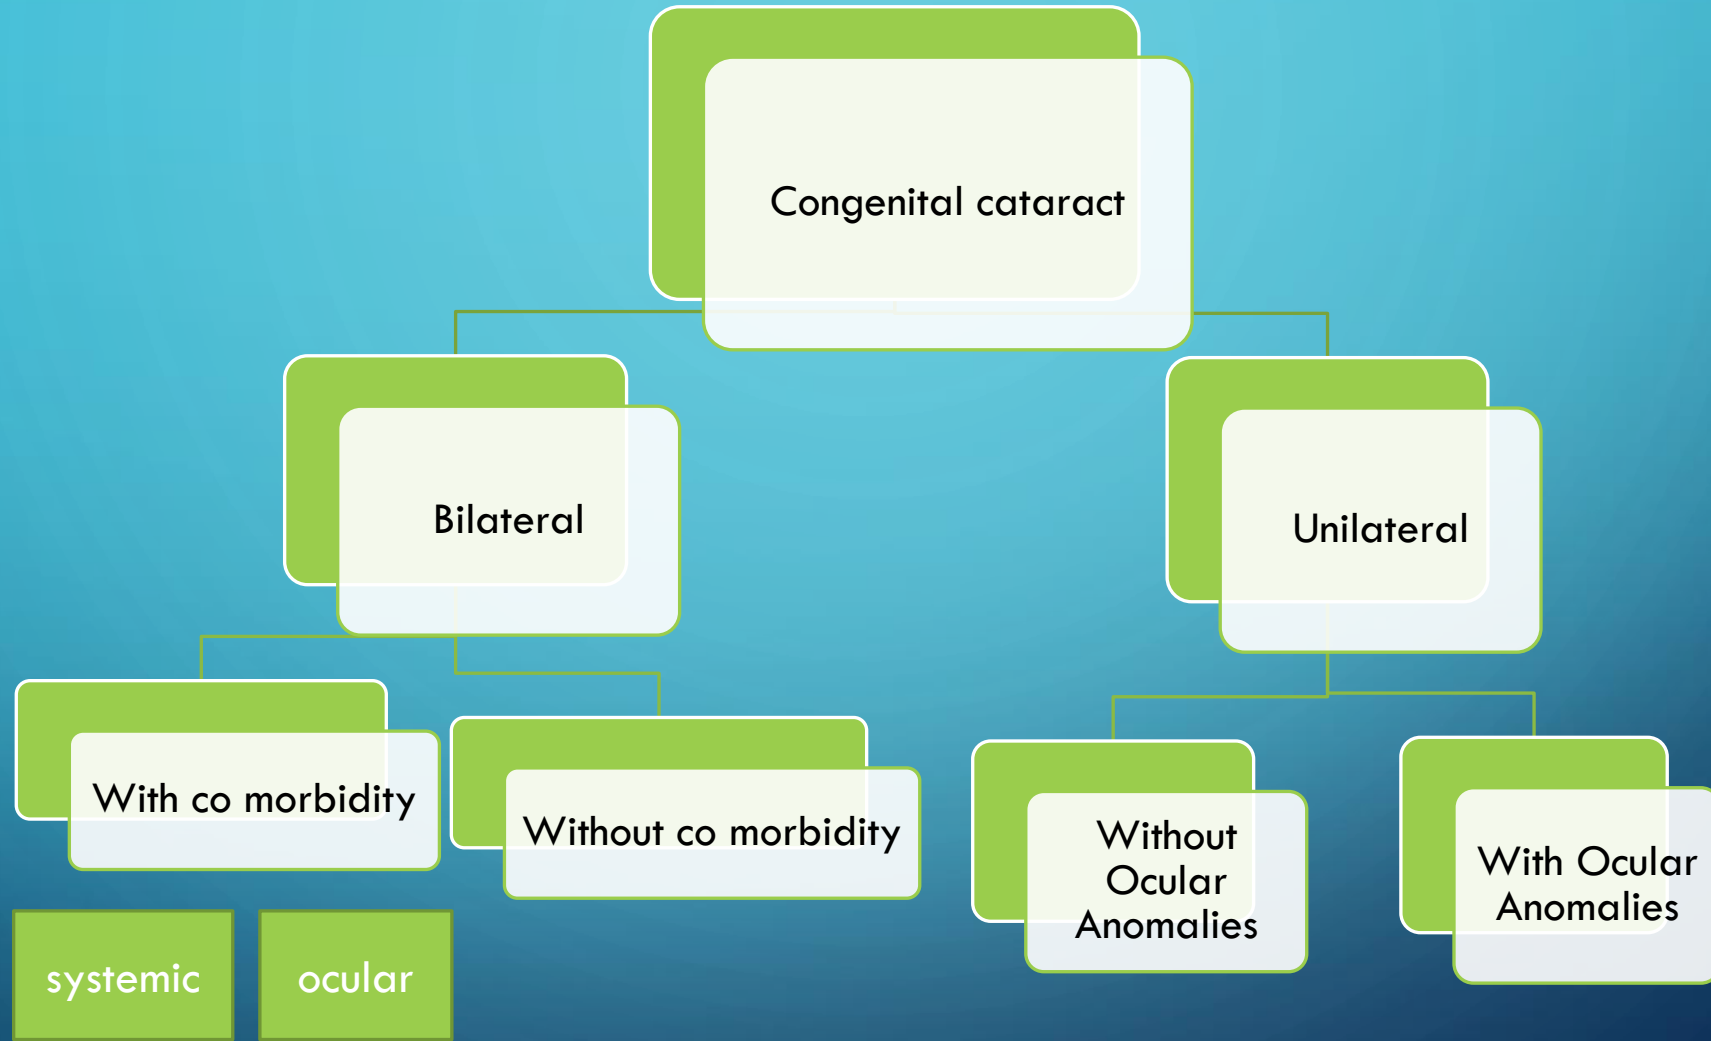 Congenital cataract
Bilateral
Unilateral
With co morbidity
Without co morbidity
Without
Ocular
Anomalies
With Ocular
Anomalies
systemic
ocular